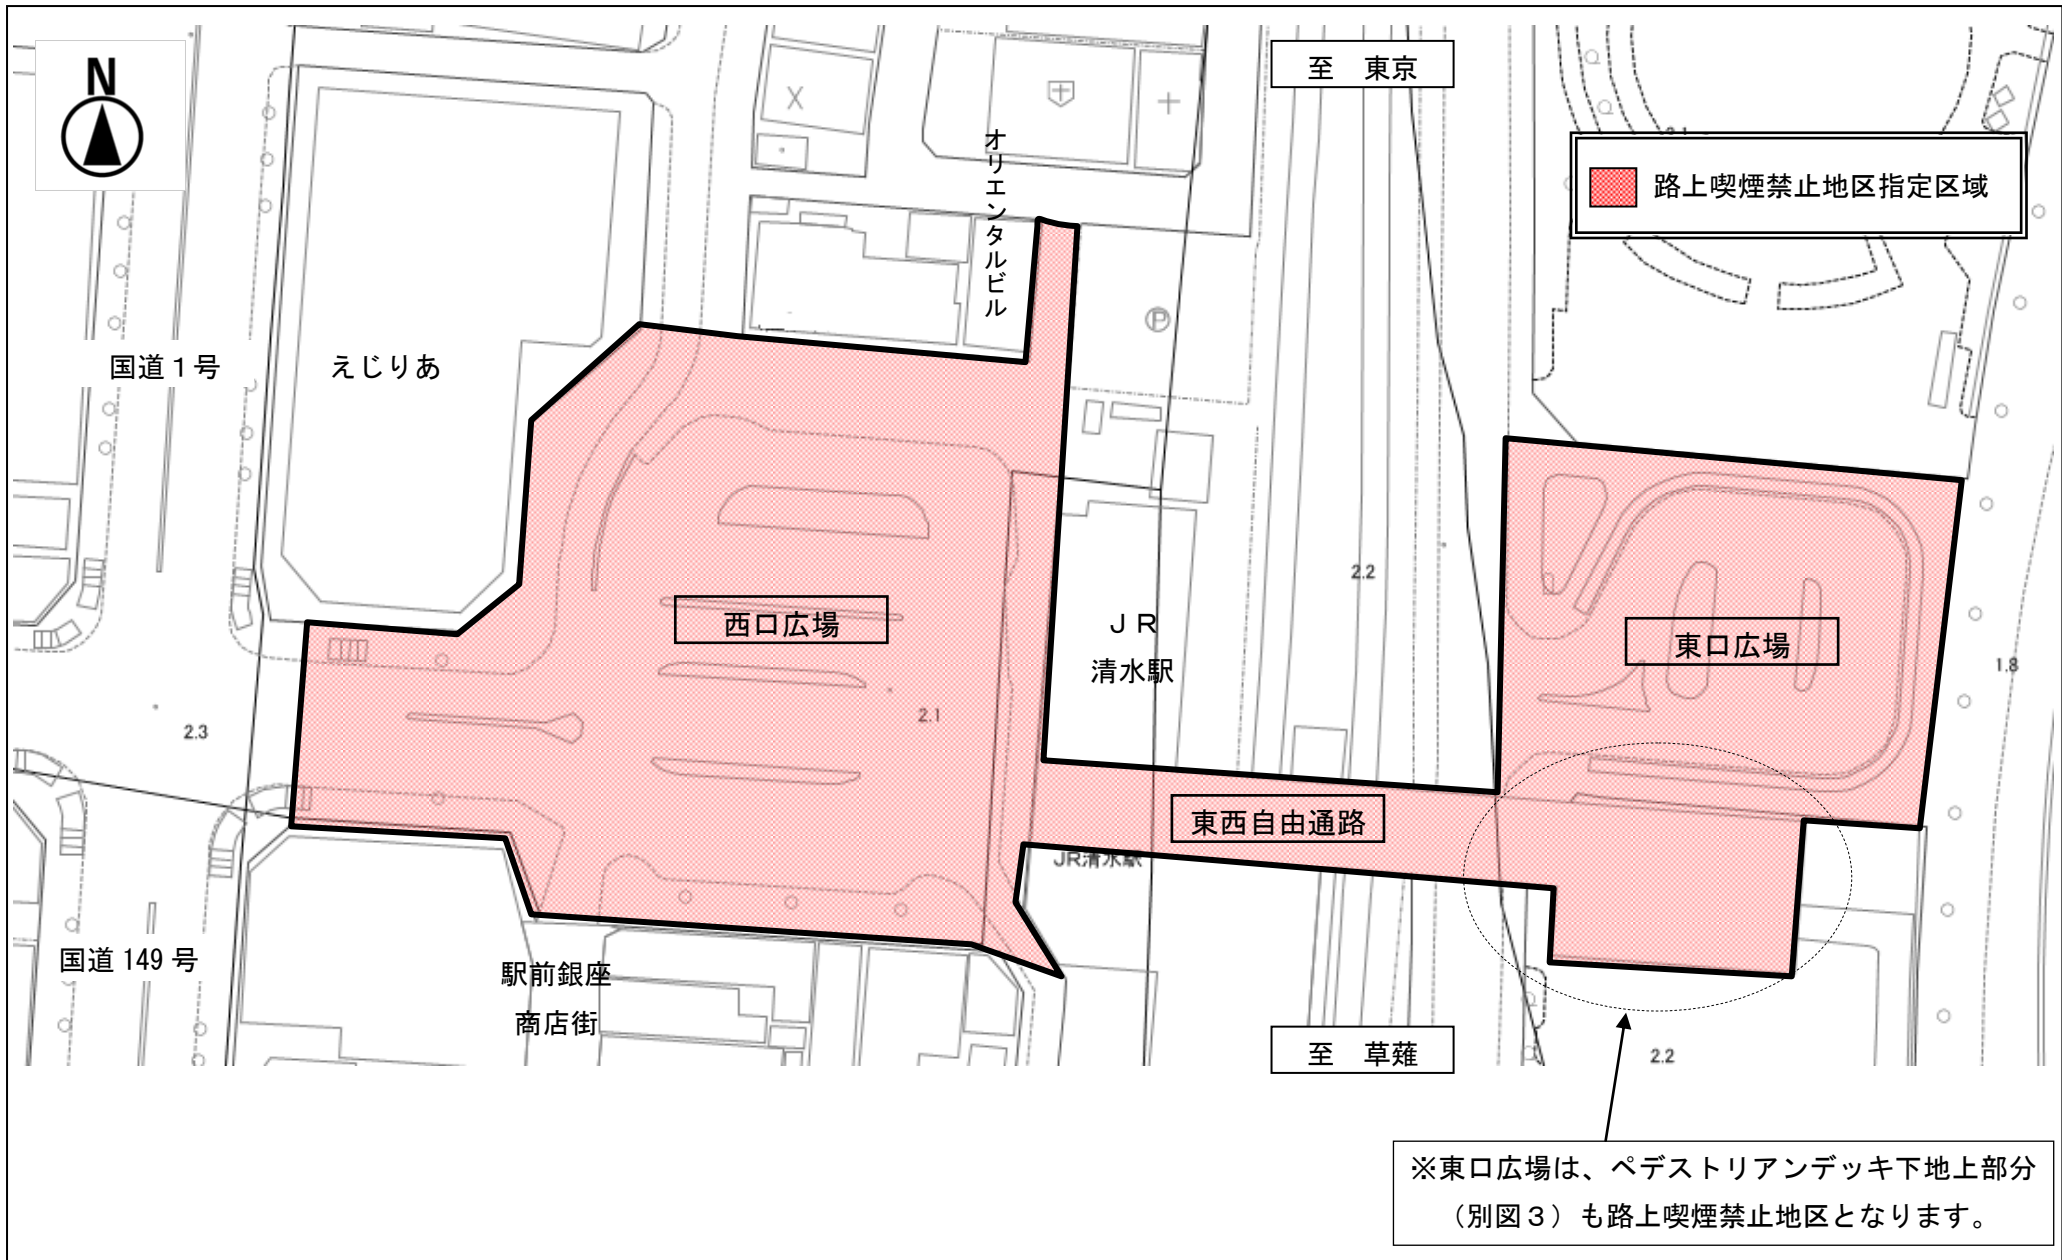 N
至 東京
オリエンタルビル
路上喫煙禁止地区指定区域
P
国道1号
えじりあ
2.2
西口広場
JR
清水駅
東口広場
1.8
2.1
2.3
東西自由通路
JR清水駅
国道149号
駅前銀座
商店街
至 草薙
2.2
※東口広場は、ペデストリアンデッキ下地上部分
（別図３）も路上喫煙禁止地区となります。